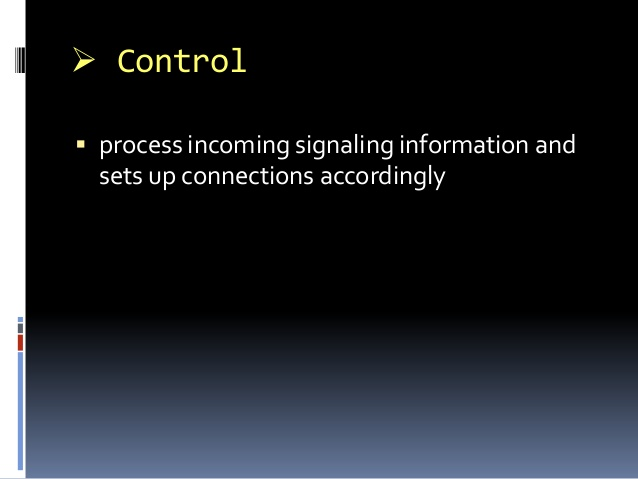 ➢ Control
▪ process incoming signaling information and
sets up connections accordingly